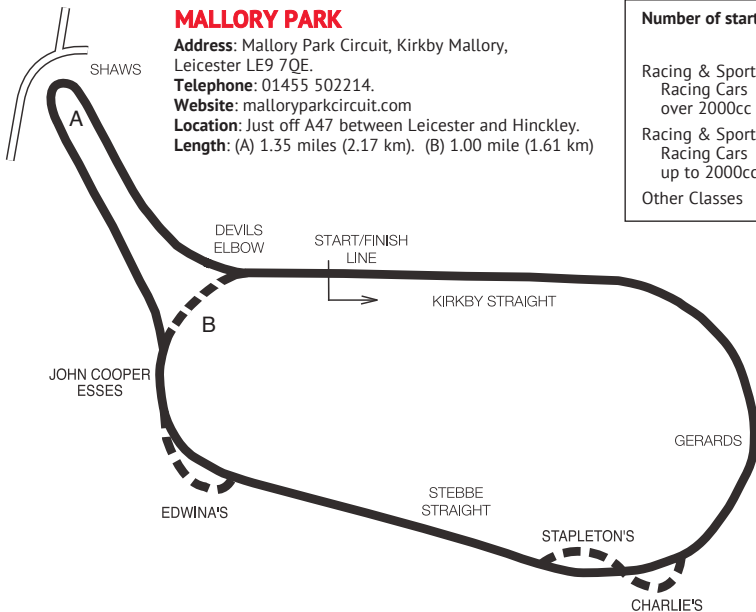 MALLORY PARK
Address: Mallory Park Circuit, Kirkby Mallory,
Leicester LE9 7QE.
Telephone: 01455 502214.
Website: malloryparkcircuit.com
Location: Just off A47 between Leicester and Hinckley.
Length: (A) 1.35 miles (2.17 km). (B) 1.00 mile (1.61 km)
Number of start
Racing & Sport
Racing Cars
over 2000cc
Racing & Sport
Racing Cars
up to 2000cc
Other Classes
SHAWS
A
DEVILS
ELBOW
START/FINISH
LINE
KIRKBY STRAIGHT
B
JOHN COOPER
ESSES
GERARDS
EDWINA'S
STEBBE
STRAIGHT
STAPLETON'S
CHARLIE'S